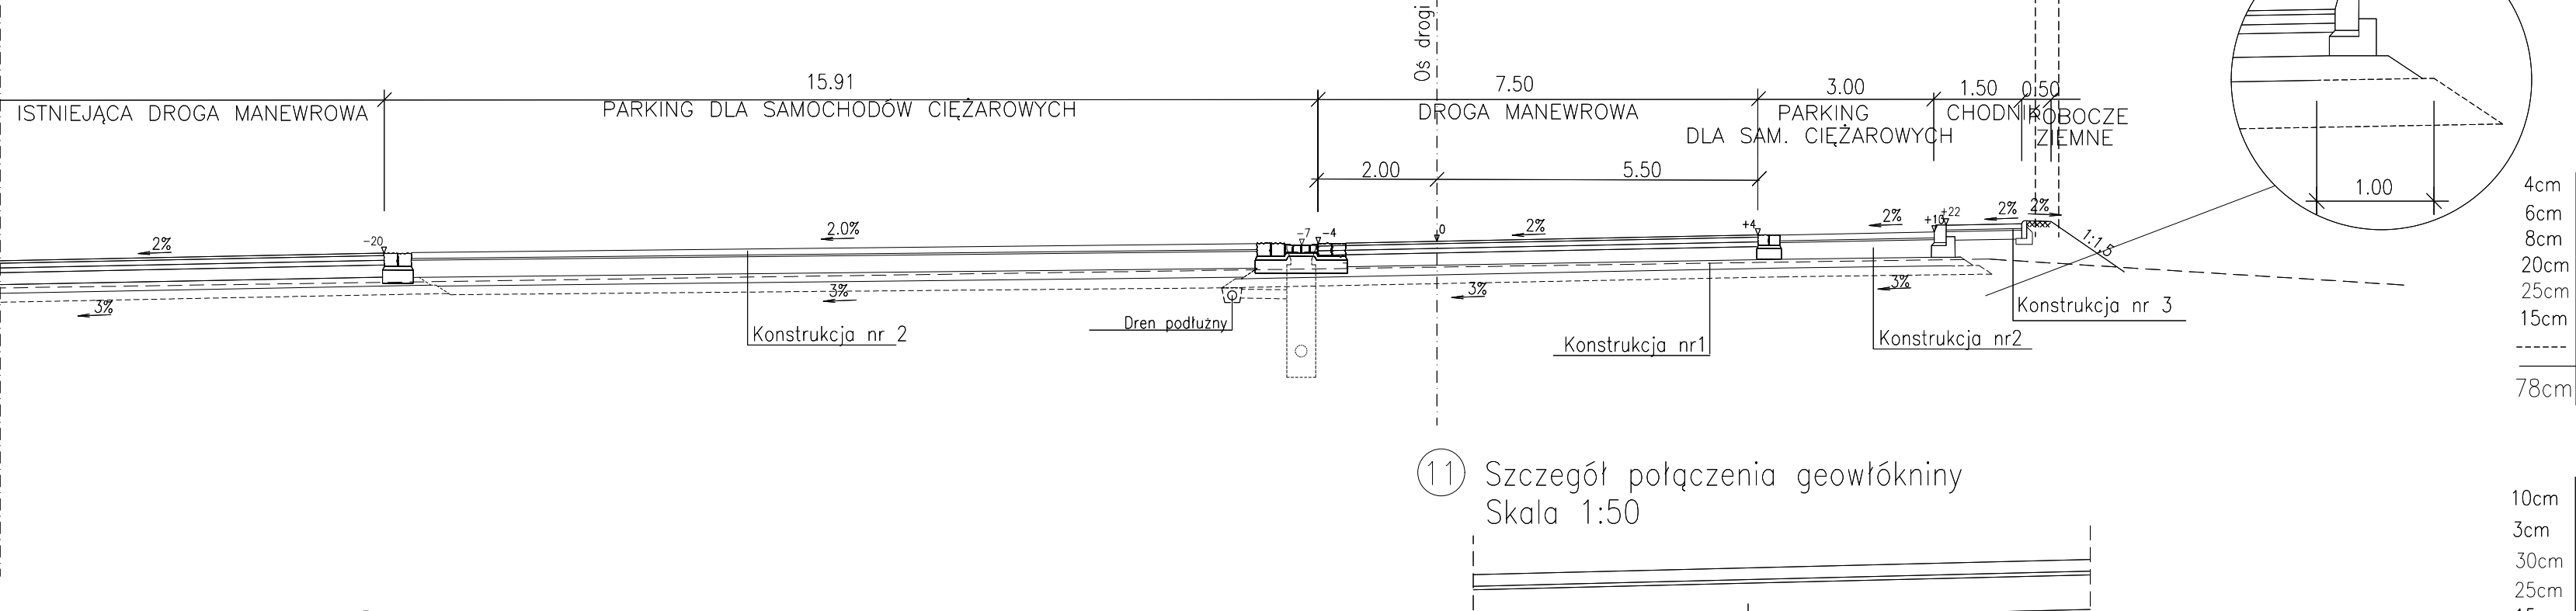 Oś drogi
15.91
7.50
3.00
1.50
0.50
ISTNIEJĄCA DROGA MANEWROWA
PARKING DLA SAMOCHODÓW CIĘŻAROWYCH
DROGA MANEWROWA
PARKING
DLA SAM. CIĘŻAROWYCH
CHODNIK
ROBOCZE
ZIEMNE
2.00
5.50
1.00
2%
-20
2.0%
-7
-4
0
2%
+4
2%
+10
+22
2%
2%
1:1,5
3%
3%
3%
3%
Konstrukcja nr 2
Dren podłużny
Konstrukcja nr1
Konstrukcja nr2
Konstrukcja nr 3
4cm
6cm
8cm
20cm
25cm
15cm
78cm
11 Szczegół połączenia geowłókniny
Skala 1:50
10cm
3cm
30cm
25cm